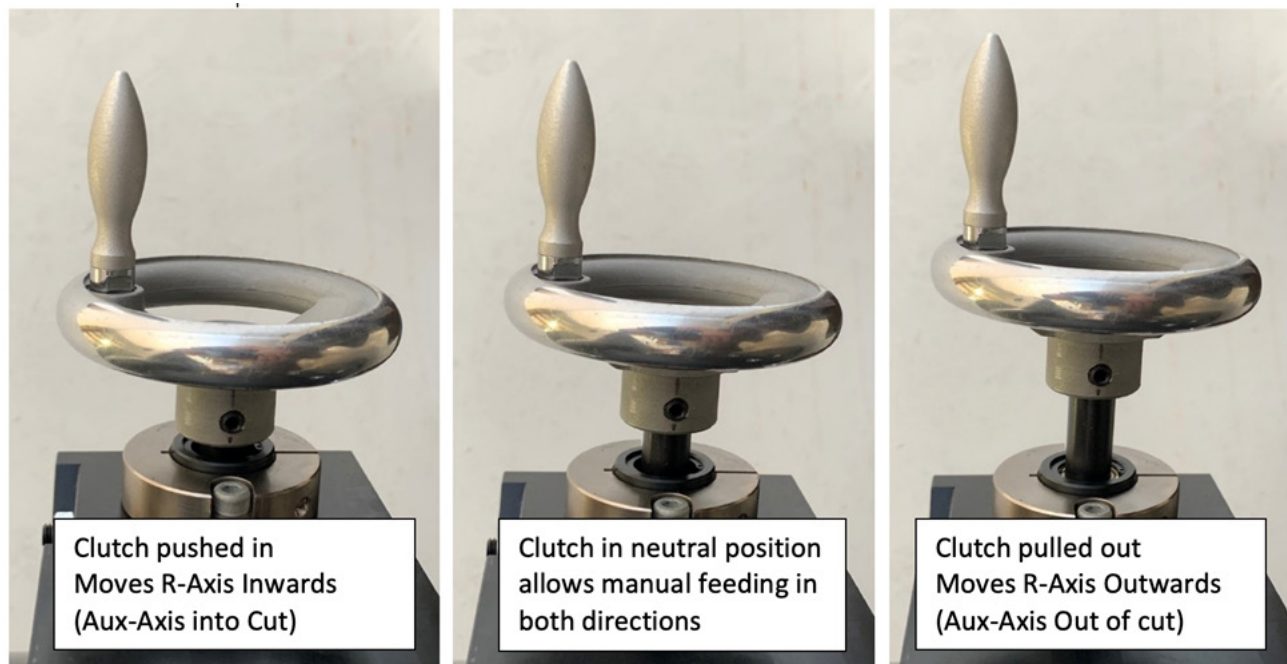 Clutch pushed in
Moves R-Axis Inwards
(Aux-Axis into Cut)
Clutch in neutral position
allows manual feeding in
both directions
Clutch pulled out
Moves R-Axis Outwards
(Aux-Axis Out of cut)